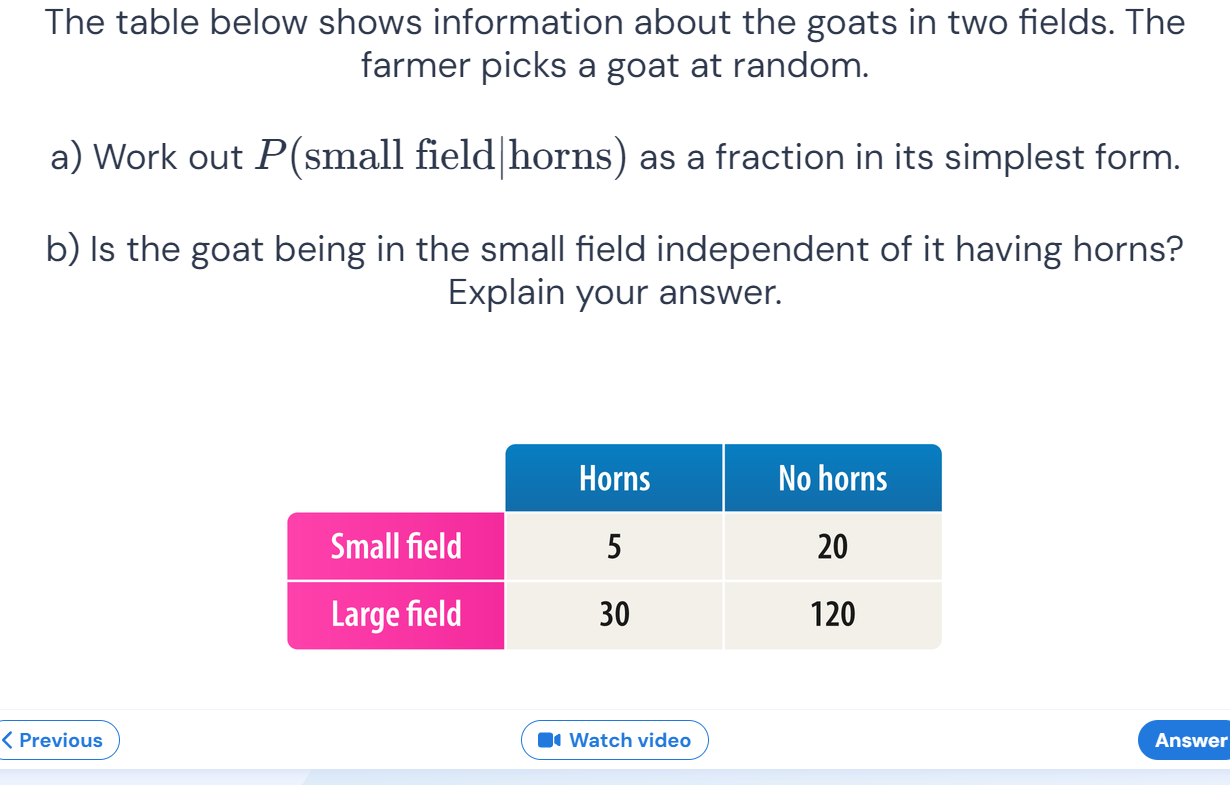 The table below shows information about the goats in two fields. The
farmer picks a goat at random.
a) Work out P(small field|horns) as a fraction in its simplest form.
b) Is the goat being in the small field independent of it having horns?
Explain your answer.
Horns No horns
Small field 5 20
Large field 30 120
Previous Watch video Answer